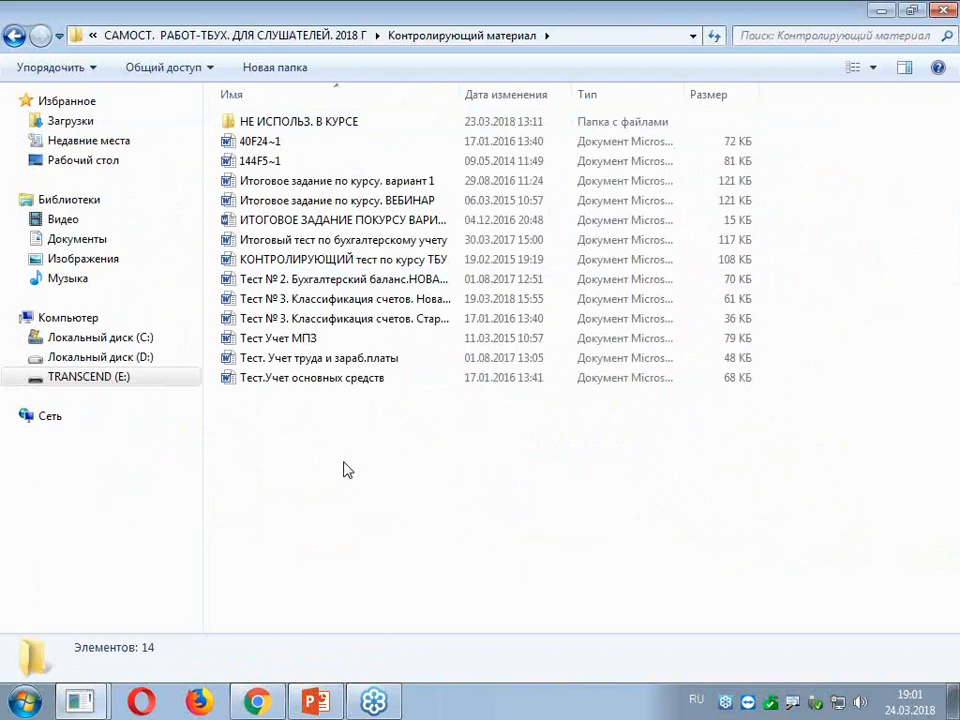 « САМОСТ. РАБОТ-ТБУХ. ДЛЯ СЛУШАТЕЛЕЙ. 2018 Г ▸ Контролирующий материал ▸
Поиск: Контролирующий материал
Упорядочить Общий доступ Новая папка
Имя Дата изменения Тип Размер
Избранное
Загрузки
Недавние места
Рабочий стол
Библиотеки
Видео
Документы
Изображения
Музыка
Компьютер
Локальный диск (C:)
Локальный диск (D:)
TRANSCEND (E:)
Сеть
НЕ ИСПОЛЬЗ. В КУРСЕ 23.03.2018 13:11 Папка с файлами
40F24~1 17.01.2016 13:40 Документ Micros... 72 КБ
144F5~1 09.05.2014 11:49 Документ Micros... 81 КБ
Итоговое задание по курсу. вариант 1 29.08.2016 11:24 Документ Micros... 121 КБ
Итоговое задание по курсу. ВЕБИНАР 06.03.2015 10:57 Документ Micros... 121 КБ
ИТОГОВОЕ ЗАДАНИЕ ПОКУРСУ ВАРИ... 04.12.2016 20:48 Документ Micros... 15 КБ
Итоговый тест по бухгалтерскому учету 30.03.2017 15:00 Документ Micros... 117 КБ
КОНТРОЛИРУЮЩИЙ тест по курсу ТБУ 19.02.2015 19:19 Документ Micros... 108 КБ
Тест № 2. Бухгалтерский баланс.НОВА... 01.08.2017 12:51 Документ Micros... 70 КБ
Тест № 3. Классификация счетов. Нова... 19.03.2018 15:55 Документ Micros... 61 КБ
Тест № 3. Классификация счетов. Стар... 17.01.2016 13:40 Документ Micros... 36 КБ
Тест Учет МПЗ 11.03.2015 10:57 Документ Micros... 79 КБ
Тест. Учет труда и зараб.платы 01.08.2017 13:05 Документ Micros... 48 КБ
Тест.Учет основных средств 17.01.2016 13:41 Документ Micros... 68 КБ
Элементов: 14
RU
19:01
24.03.2018